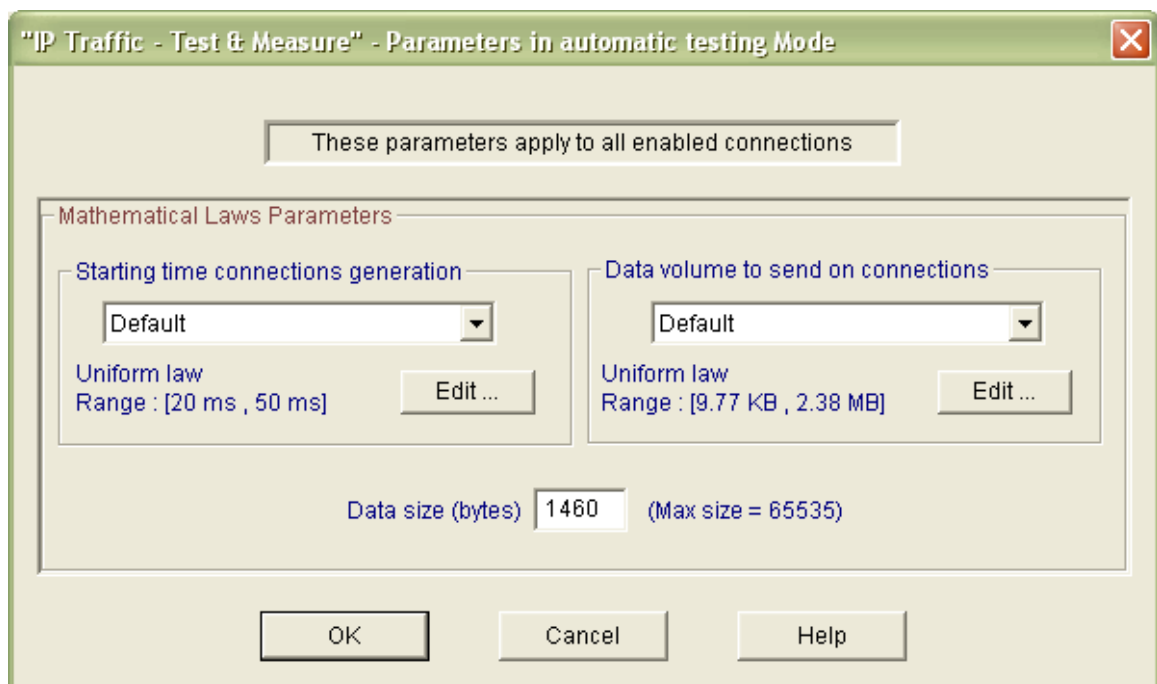 "IP Traffic - Test & Measure" - Parameters in automatic testing Mode
These parameters apply to all enabled connections
Mathematical Laws Parameters
Starting time connections generation
Default
Uniform law
Range : [20 ms , 50 ms]
Edit ...
Data volume to send on connections
Default
Uniform law
Range : [9.77 KB , 2.38 MB]
Edit ...
Data size (bytes) 1460 (Max size = 65535)
OK Cancel Help